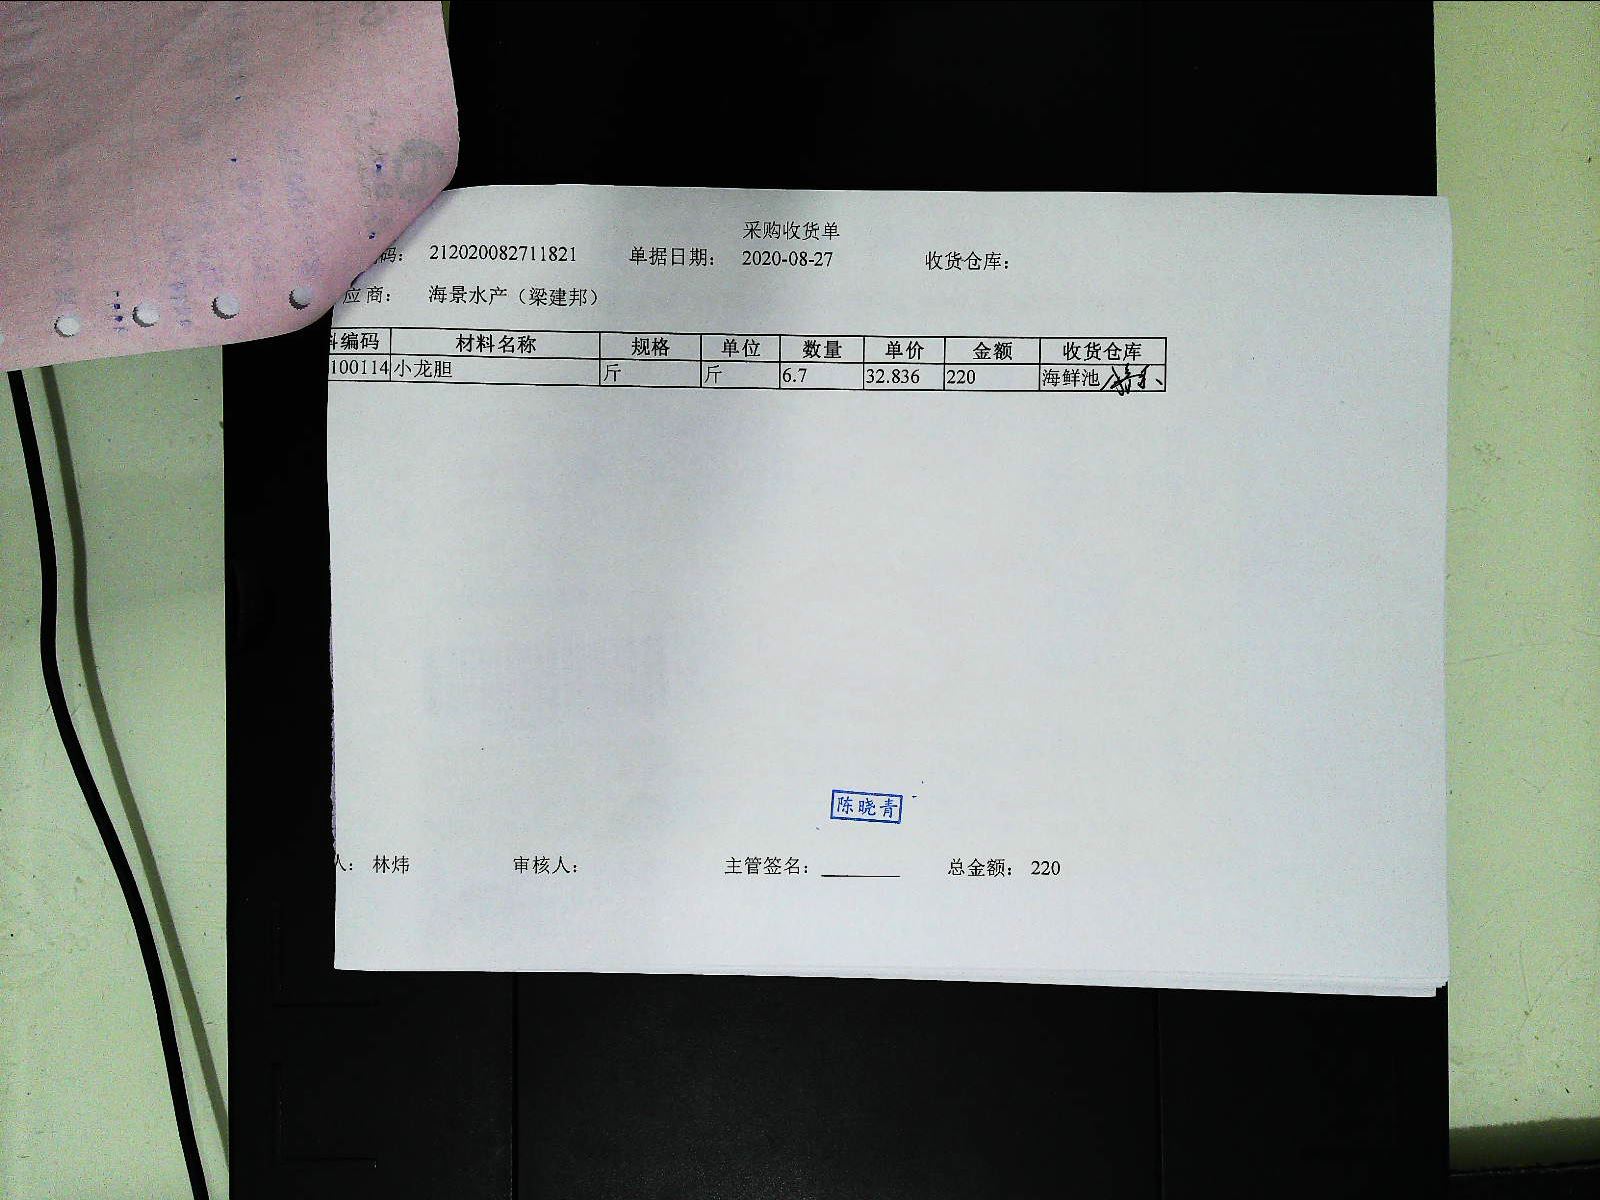 采购收货单
码： 212020082711821 单据日期： 2020-08-27 收货仓库：
应商： 海景水产（梁建邦）
编码 材料名称 规格 单位 数量 单价 金额 收货仓库
100114 小龙胆 斤 斤 6.7 32.836 220 海鲜池
陈晓青
人： 林炜 审核人： 主管签名： 总金额： 220